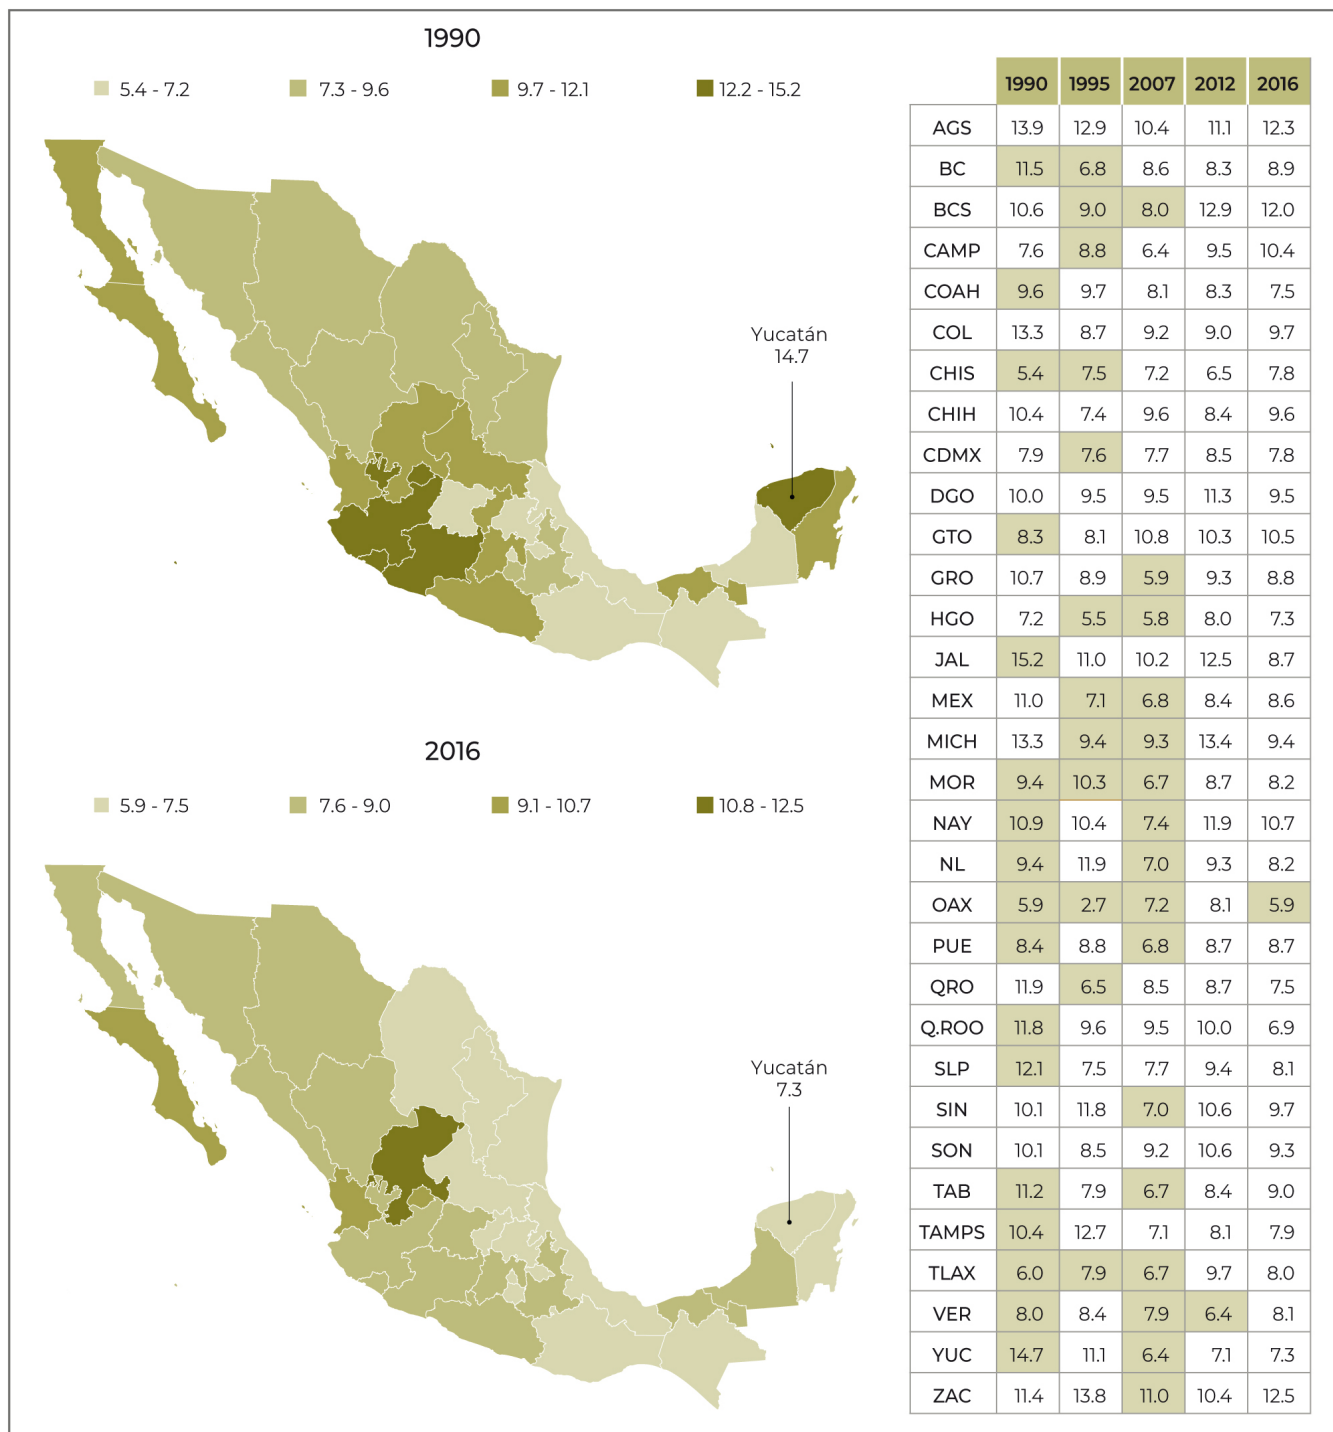 1990
5.4 - 7.2
7.3 - 9.6
9.7 - 12.1
12.2 - 15.2
Yucatán
14.7
2016
5.9 - 7.5
7.6 - 9.0
9.1 - 10.7
10.8 - 12.5
Yucatán
7.3
1990 1995 2007 2012 2016
AGS 13.9 12.9 10.4 11.1 12.3
BC 11.5 6.8 8.6 8.3 8.9
BCS 10.6 9.0 8.0 12.9 12.0
CAMP 7.6 8.8 6.4 9.5 10.4
COAH 9.6 9.7 8.1 8.3 7.5
COL 13.3 8.7 9.2 9.0 9.7
CHIS 5.4 7.5 7.2 6.5 7.8
CHIH 10.4 7.4 9.6 8.4 9.6
CDMX 7.9 7.6 7.7 8.5 7.8
DGO 10.0 9.5 9.5 11.3 9.5
GTO 8.3 8.1 10.8 10.3 10.5
GRO 10.7 8.9 5.9 9.3 8.8
HGO 7.2 5.5 5.8 8.0 7.3
JAL 15.2 11.0 10.2 12.5 8.7
MEX 11.0 7.1 6.8 8.4 8.6
MICH 13.3 9.4 9.3 13.4 9.4
MOR 9.4 10.3 6.7 8.7 8.2
NAY 10.9 10.4 7.4 11.9 10.7
NL 9.4 11.9 7.0 9.3 8.2
OAX 5.9 2.7 7.2 8.1 5.9
PUE 8.4 8.8 6.8 8.7 8.7
QRO 11.9 6.5 8.5 8.7 7.5
Q.ROO 11.8 9.6 9.5 10.0 6.9
SLP 12.1 7.5 7.7 9.4 8.1
SIN 10.1 11.8 7.0 10.6 9.7
SON 10.1 8.5 9.2 10.6 9.3
TAB 11.2 7.9 6.7 8.4 9.0
TAMPS 10.4 12.7 7.1 8.1 7.9
TLAX 6.0 7.9 6.7 9.7 8.0
VER 8.0 8.4 7.9 6.4 8.1
YUC 14.7 11.1 6.4 7.1 7.3
ZAC 11.4 13.8 11.0 10.4 12.5